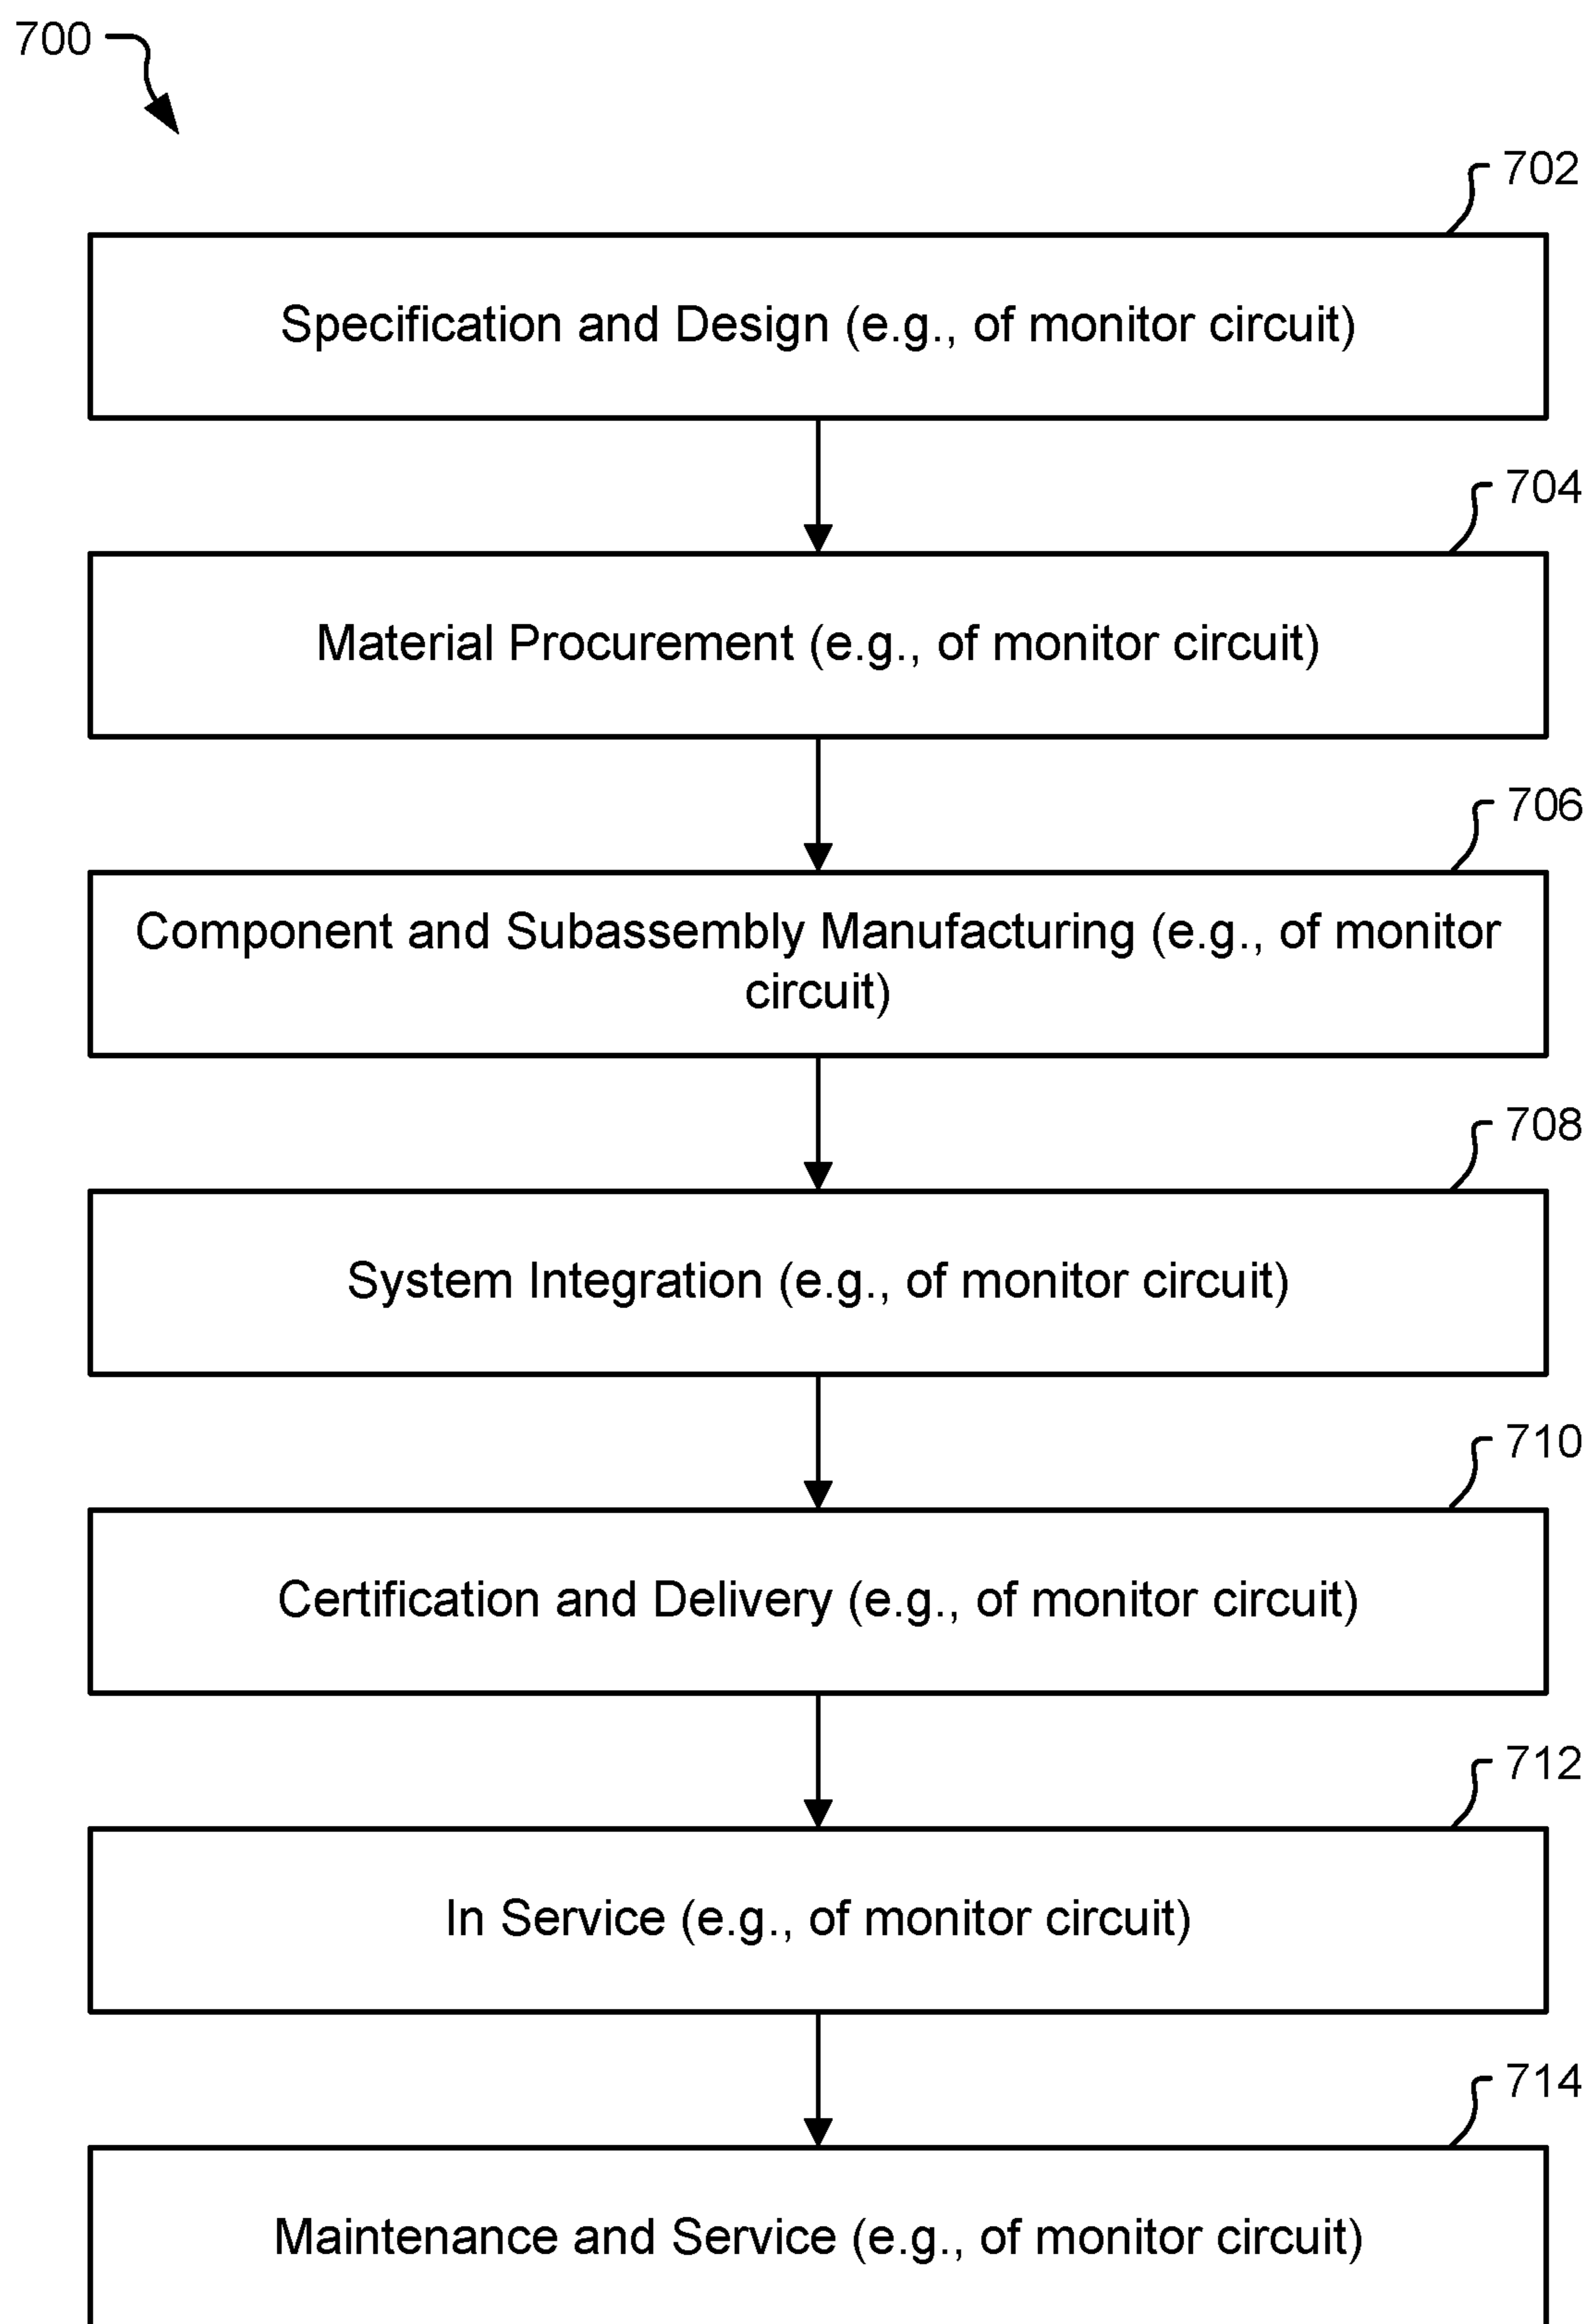 700
702
Specification and Design (e.g., of monitor circuit)
704
Material Procurement (e.g., of monitor circuit)
706
Component and Subassembly Manufacturing (e.g., of monitor
circuit)
708
System Integration (e.g., of monitor circuit)
710
Certification and Delivery (e.g., of monitor circuit)
712
In Service (e.g., of monitor circuit)
714
Maintenance and Service (e.g., of monitor circuit)